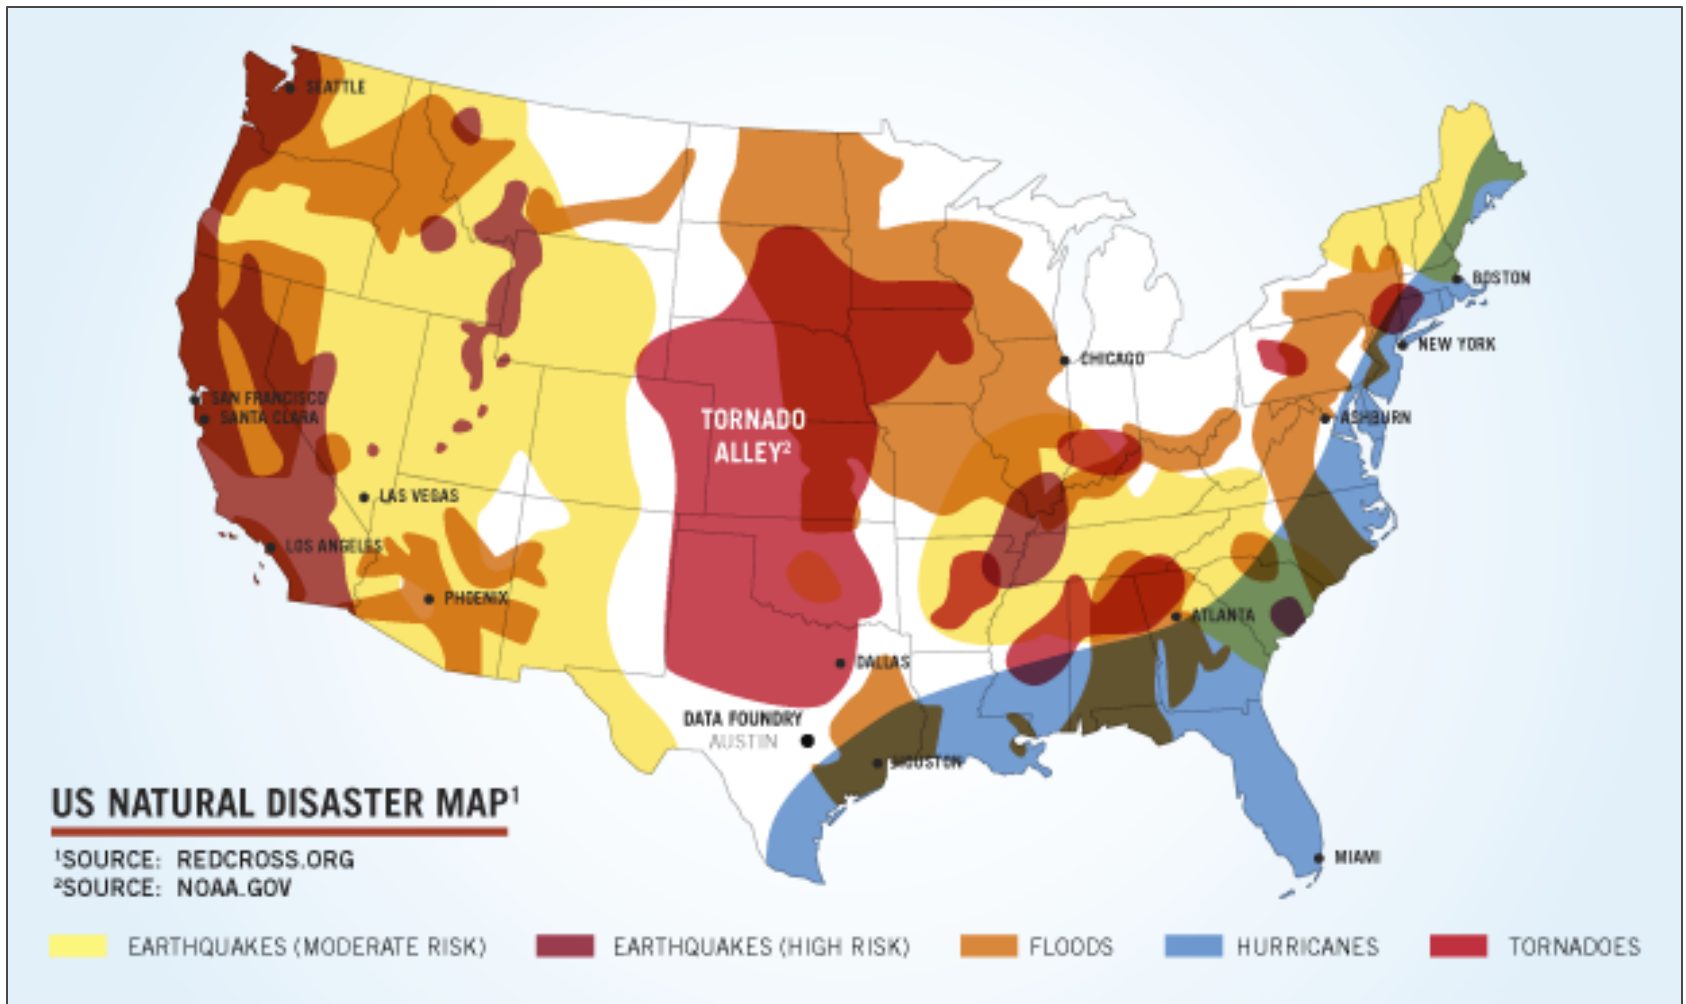 SEATTLE
BOSTON
NEW YORK
CHICAGO
SAN FRANCISCO
SANTA CLARA
ASHBURN
TORNADO
ALLEY²
LAS VEGAS
LOS ANGELES
PHOENIX
ATLANTA
DALLAS
DATA FOUNDRY
AUSTIN
HOUSTON
MIAMI
US NATURAL DISASTER MAP¹
¹SOURCE: REDCROSS.ORG
²SOURCE: NOAA.GOV
EARTHQUAKES (MODERATE RISK) EARTHQUAKES (HIGH RISK) FLOODS HURRICANES TORNADOES